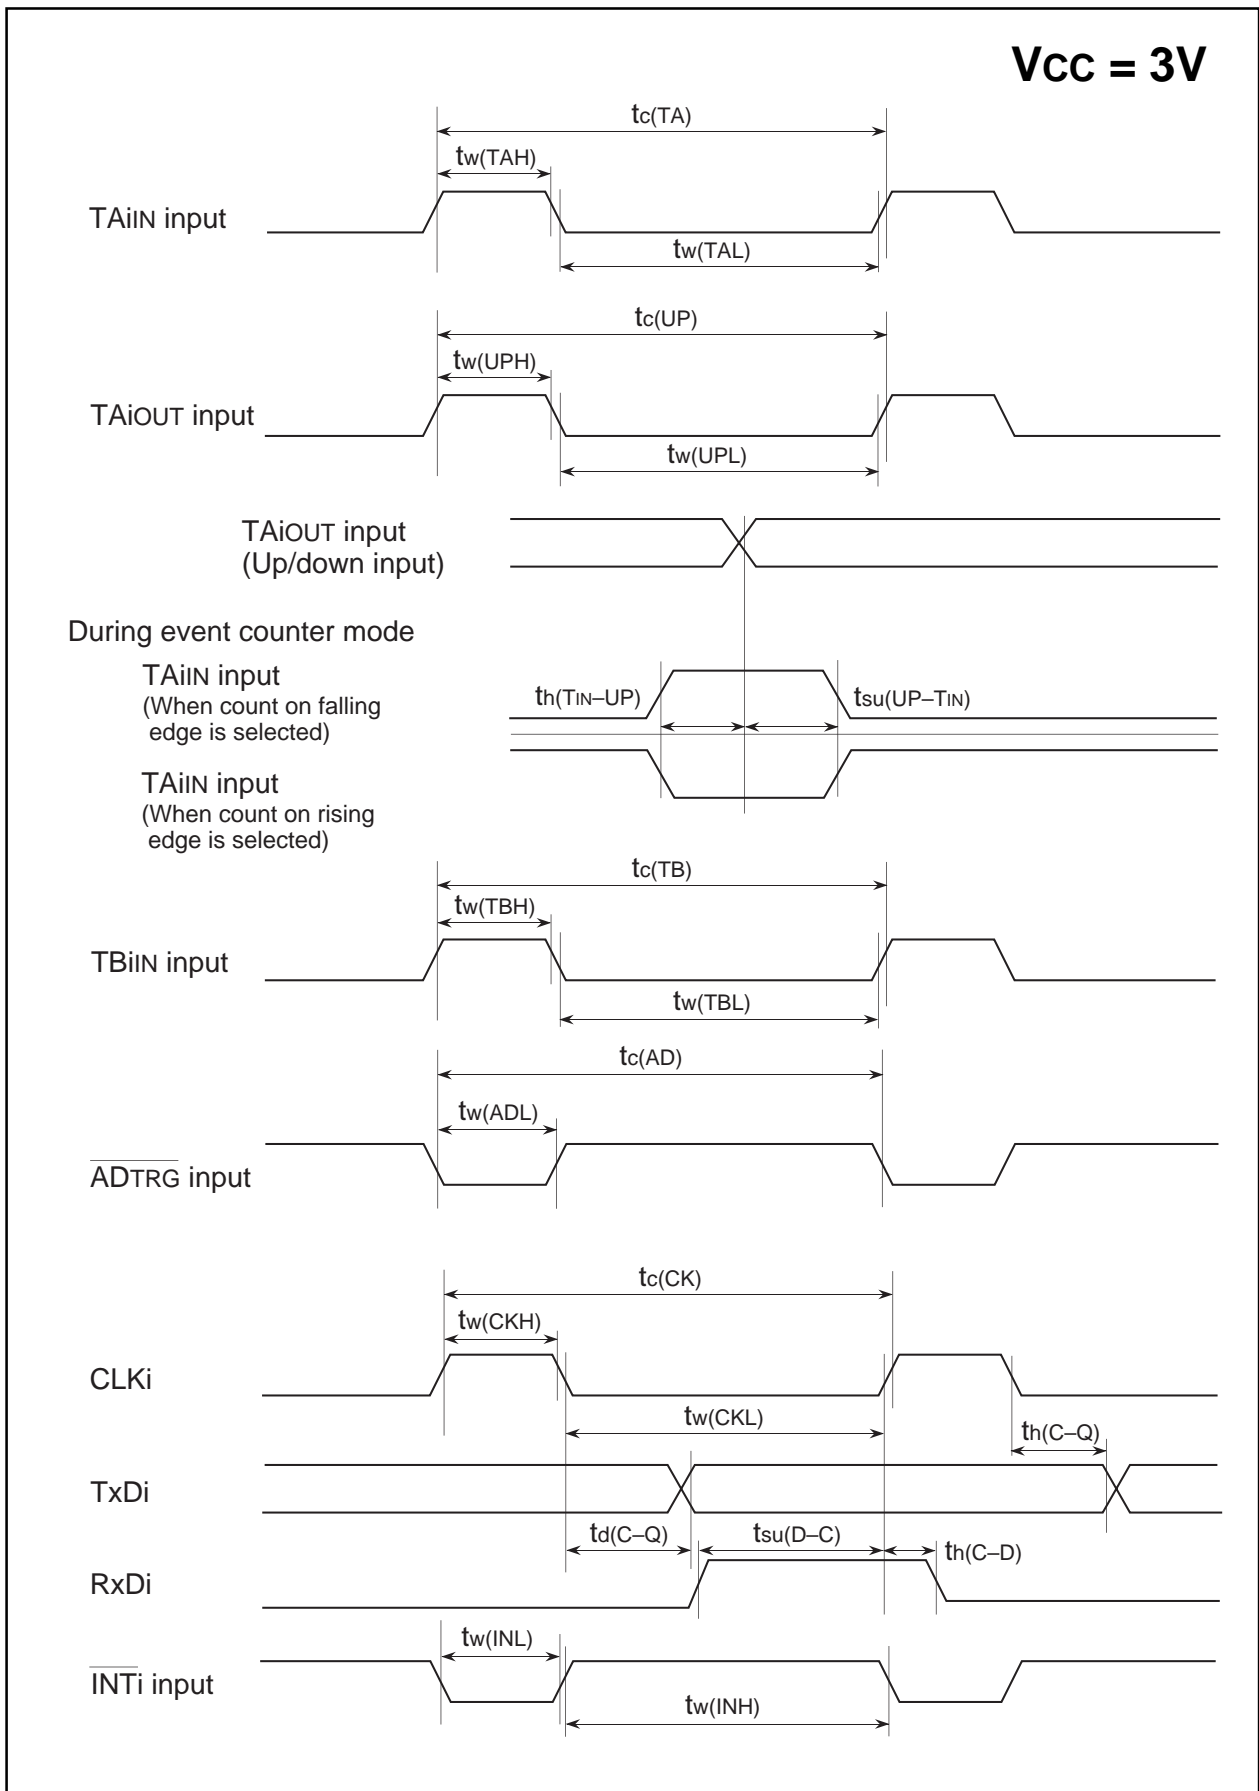 VCC = 3V
tc(TA)
tw(TAH)
TAiIN input
tw(TAL)
tc(UP)
tw(UPH)
TAiOUT input
tw(UPL)
TAiOUT input
(Up/down input)
During event counter mode
TAiIN input
(When count on falling
edge is selected)
th(TIN–UP)
tsu(UP–TIN)
TAiIN input
(When count on rising
edge is selected)
tc(TB)
tw(TBH)
TBiIN input
tw(TBL)
tc(AD)
tw(ADL)
ADTRG input
tc(CK)
tw(CKH)
CLKi
tw(CKL)
th(C–Q)
TxDi
td(C–Q)
tsu(D–C)
th(C–D)
RxDi
tw(INL)
INTi input
tw(INH)